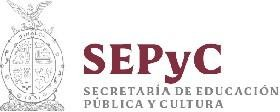 SEPyC
SECRETARÍA DE EDUCACIÓN
PÚBLICA Y CULTURA